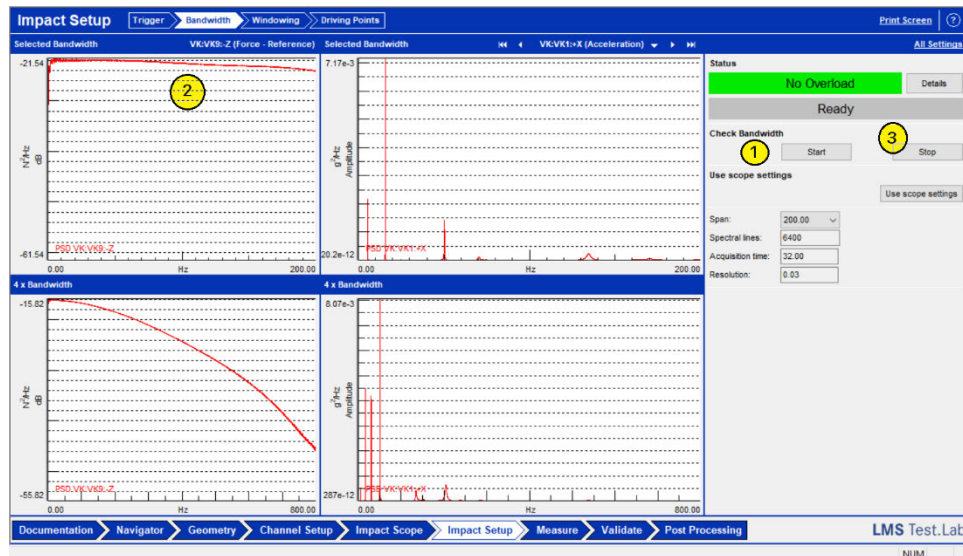 Impact Setup Trigger Bandwidth Windowing Driving Points Print Screen ?
Selected Bandwidth VK:VK9:-Z (Force - Reference) Selected Bandwidth VK:VK1:+X (Acceleration) All Settings
-21.54
N²/Hz
dB
-61.54
PSD VK:VK9:-Z
0.00 Hz 200.00
2
7.17e-3
g²/Hz
Amplitude
20.2e-12
PSD VK:VK1:+X
0.00 Hz 200.00
4 x Bandwidth 4 x Bandwidth
-15.82
N²/Hz
dB
-55.82
PSD VK:VK9:-Z
0.00 Hz 800.00
8.07e-3
g²/Hz
Amplitude
287e-12
PSD VK:VK1:+X
0.00 Hz 800.00
Status
No Overload Details
Ready
Check Bandwidth
1 Start 3 Stop
Use scope settings
Use scope settings
Span: 200.00
Spectral lines: 6400
Acquisition time: 32.00
Resolution: 0.03
Documentation Navigator Geometry Channel Setup Impact Scope Impact Setup Measure Validate Post Processing LMS Test.Lab
NUM